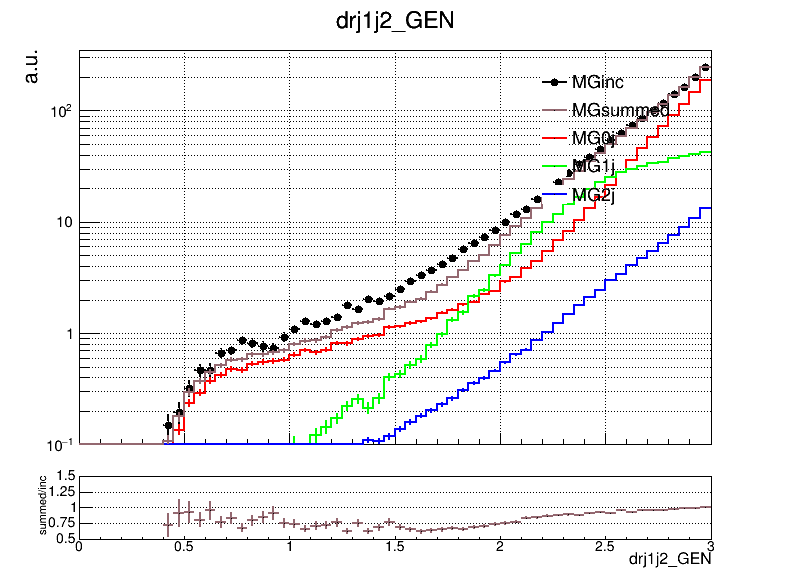 drj1j2_GEN
a.u.
MGinc
MGsummed
MG0j
MG1j
MG2j
10²
10
1
10⁻¹
summed/inc
1.5
1.25
1
0.75
0.5
0 0.5 1 1.5 2 2.5 3
drj1j2_GEN